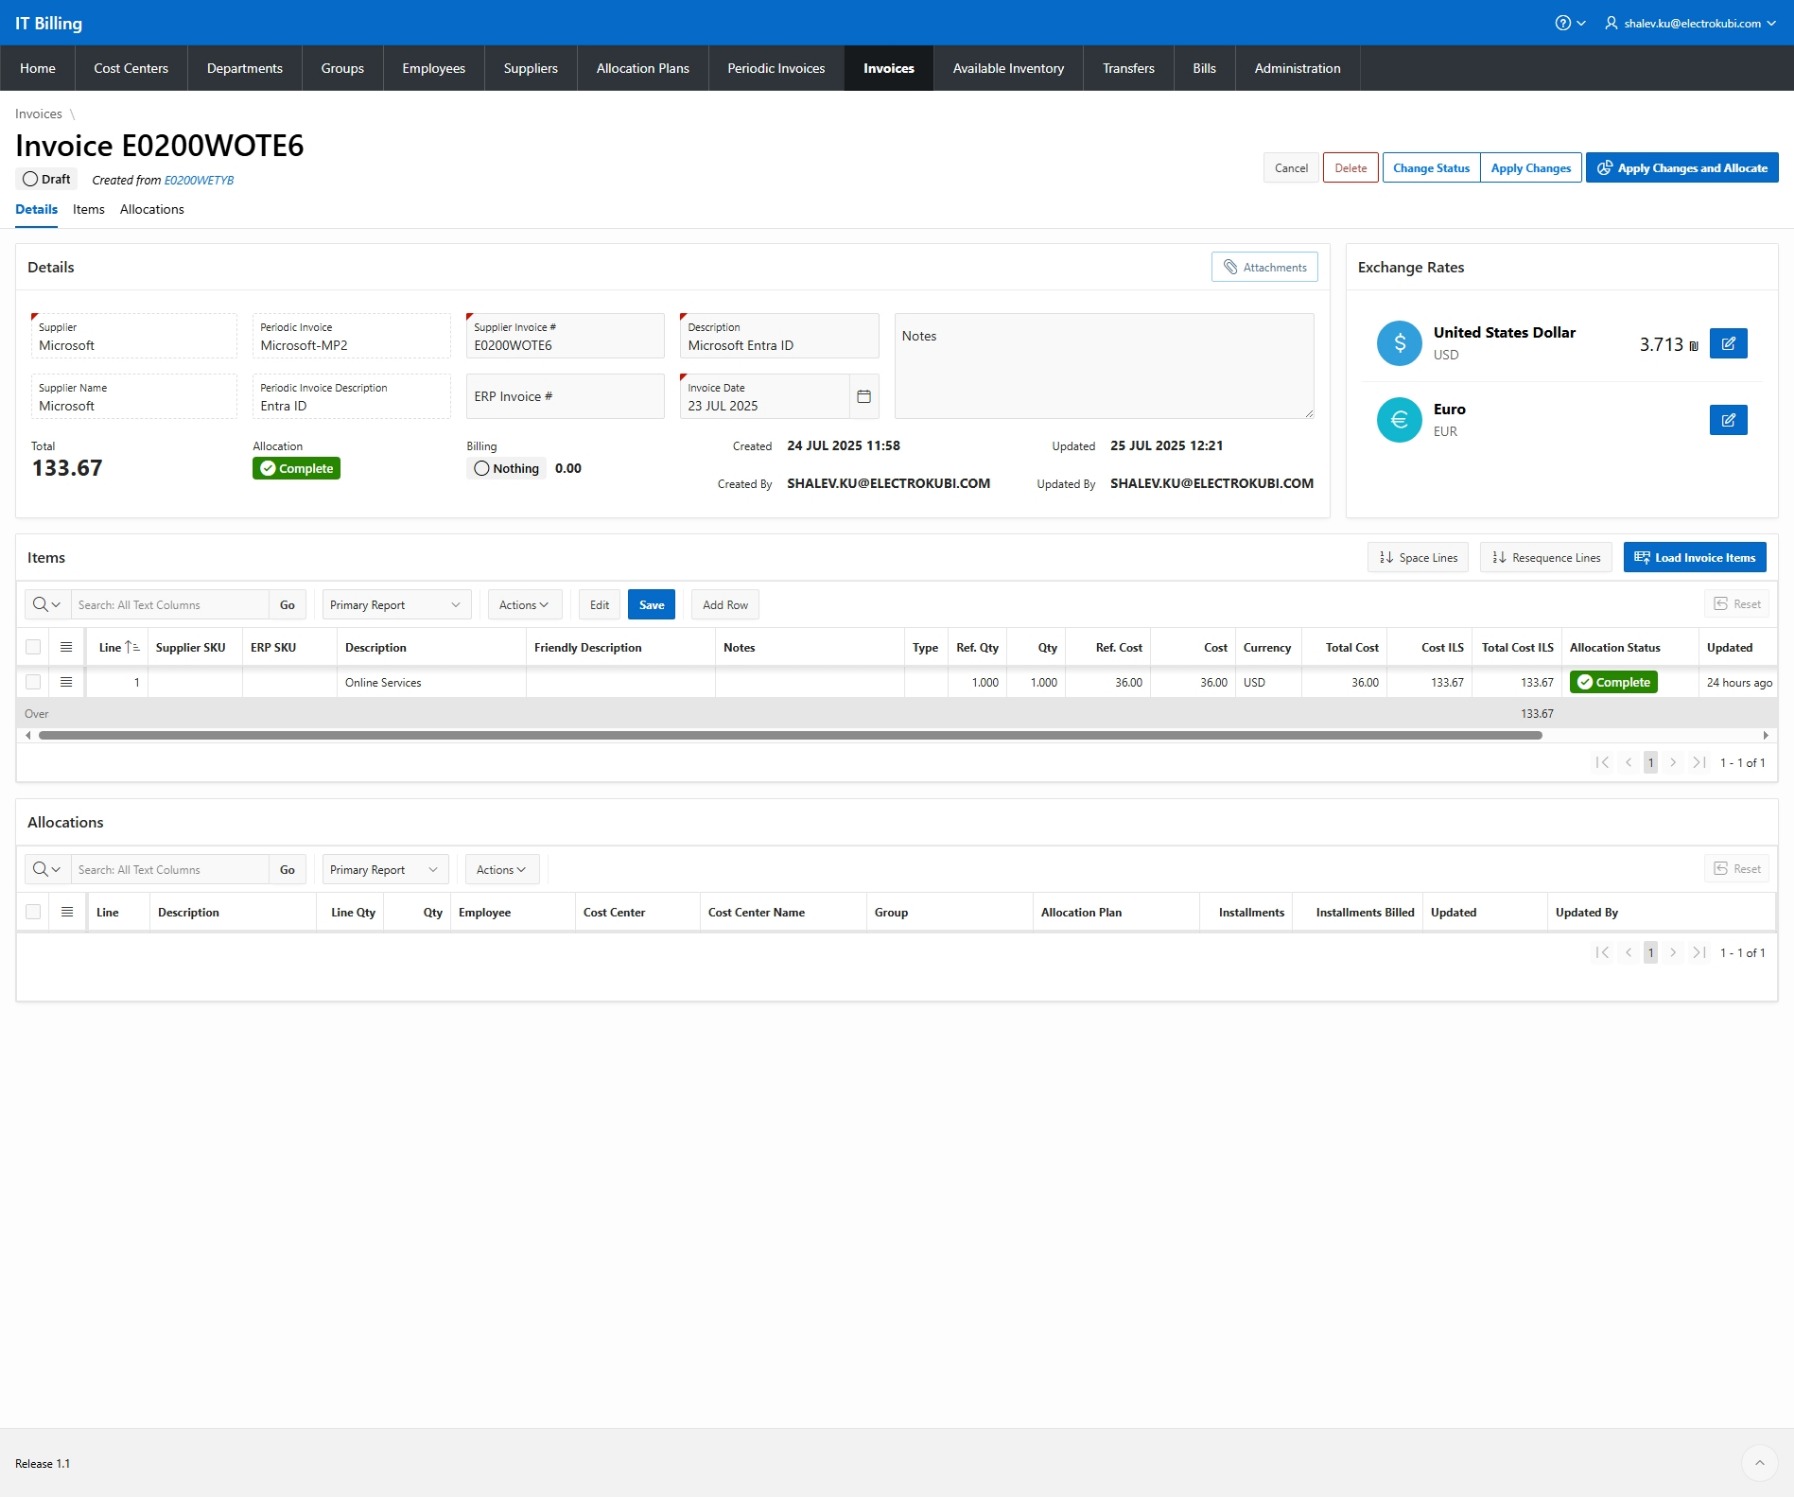 IT Billing
shalev.ku@electrokubi.com
Home Cost Centers Departments Groups Employees Suppliers Allocation Plans Periodic Invoices Invoices Available Inventory Transfers Bills Administration
Invoices \
Invoice E0200WOTE6
Draft Created from E0200WETYB
Cancel Delete Change Status Apply Changes Apply Changes and Allocate
Details Items Allocations
Details Attachments
Supplier Periodic Invoice Supplier Invoice # Description
Microsoft Microsoft-MP2 E0200WOTE6 Microsoft Entra ID
Notes
Supplier Name Periodic Invoice Description ERP Invoice # Invoice Date
Microsoft Entra ID 23 JUL 2025
Total Allocation Billing Created 24 JUL 2025 11:58 Updated 25 JUL 2025 12:21
133.67 Complete Nothing 0.00
Created By SHALEV.KU@ELECTROKUBI.COM Updated By SHALEV.KU@ELECTROKUBI.COM
Exchange Rates
$ United States Dollar 3.713 ₪
USD
€ Euro
EUR
Items Space Lines Resequence Lines Load Invoice Items
Search: All Text Columns Go Primary Report Actions Edit Save Add Row Reset
Line Supplier SKU ERP SKU Description Friendly Description Notes Type Ref. Qty Qty Ref. Cost Cost Currency Total Cost Cost ILS Total Cost ILS Allocation Status Updated
1 Online Services 1.000 1.000 36.00 36.00 USD 36.00 133.67 133.67 Complete 24 hours ago
Over 133.67
1 1 - 1 of 1
Allocations
Search: All Text Columns Go Primary Report Actions Reset
Line Description Line Qty Qty Employee Cost Center Cost Center Name Group Allocation Plan Installments Installments Billed Updated Updated By
1 1 - 1 of 1
Release 1.1